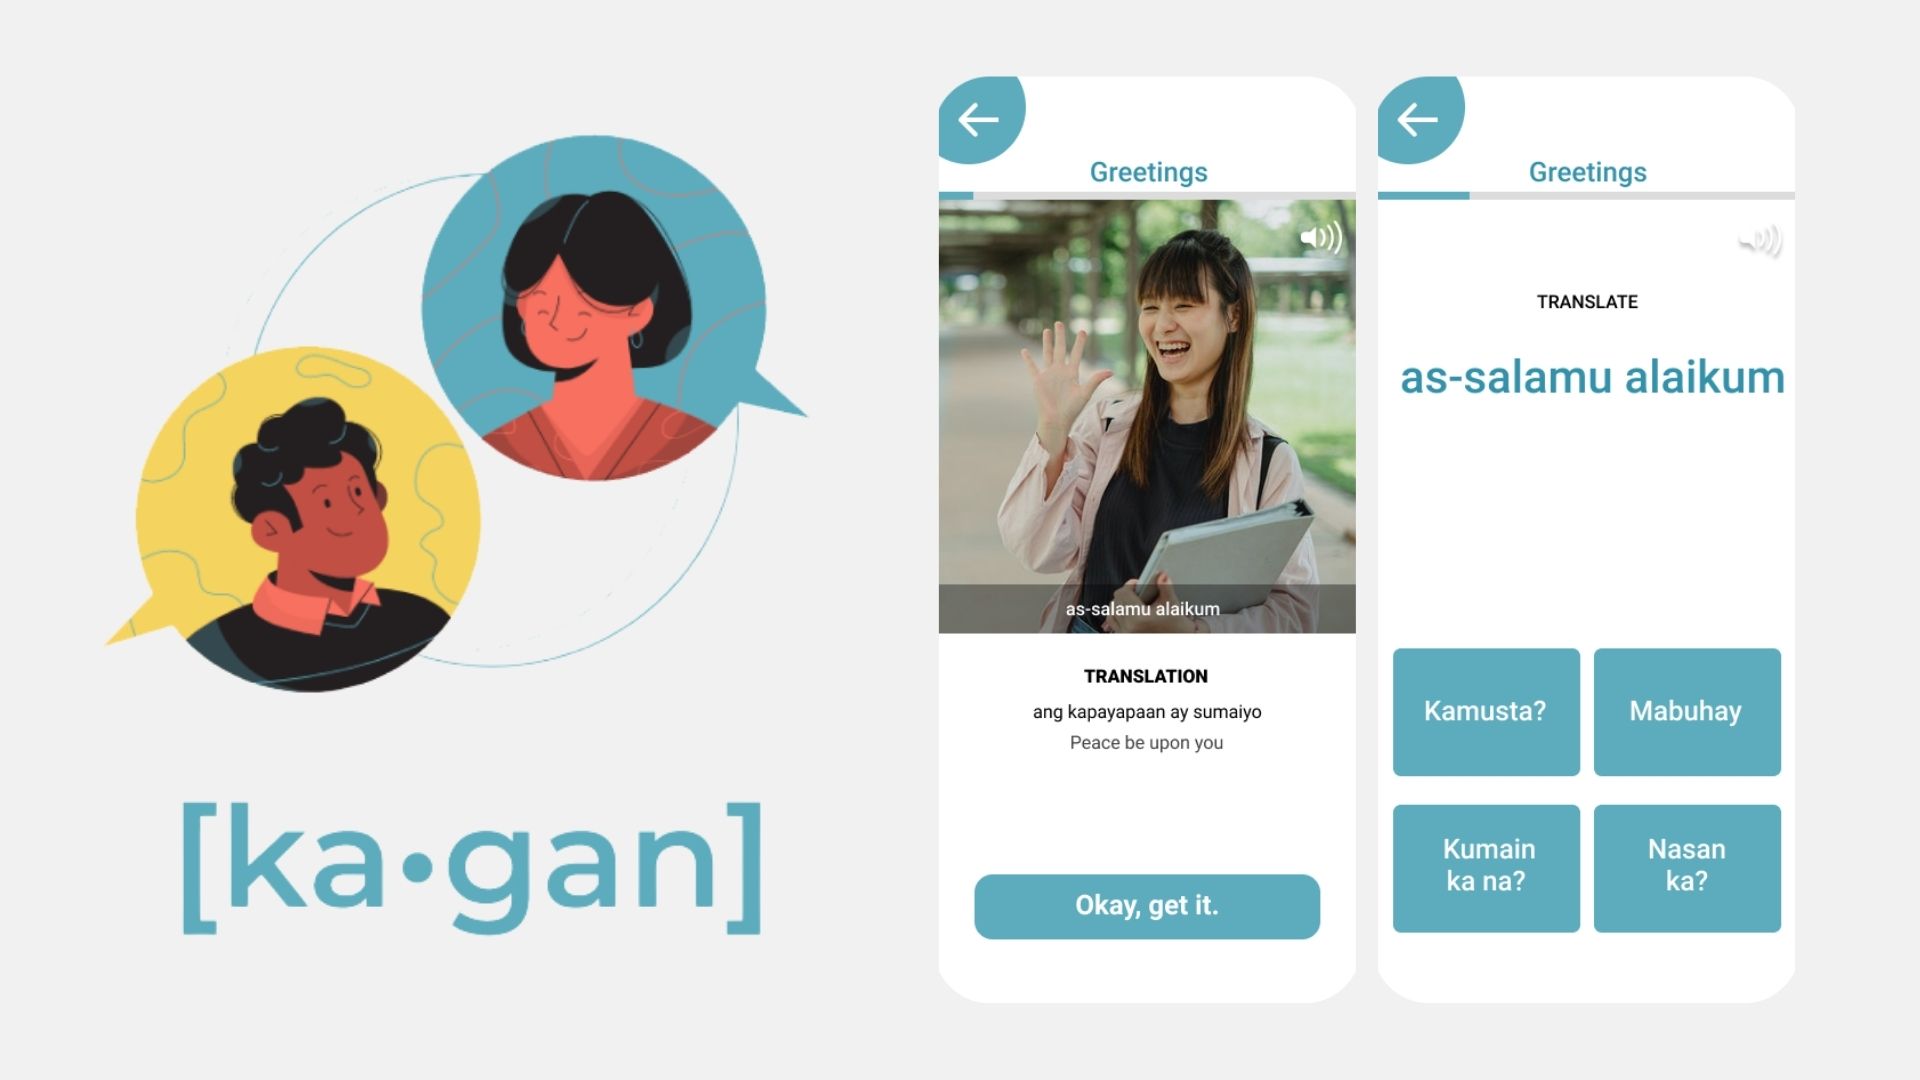 [ka•gan]
Greetings
as-salamu alaikum
TRANSLATION
ang kapayapaan ay sumaiyo
Peace be upon you
Okay, get it.
Greetings
TRANSLATE
as-salamu alaikum
Kamusta?
Mabuhay
Kumain
ka na?
Nasan
ka?